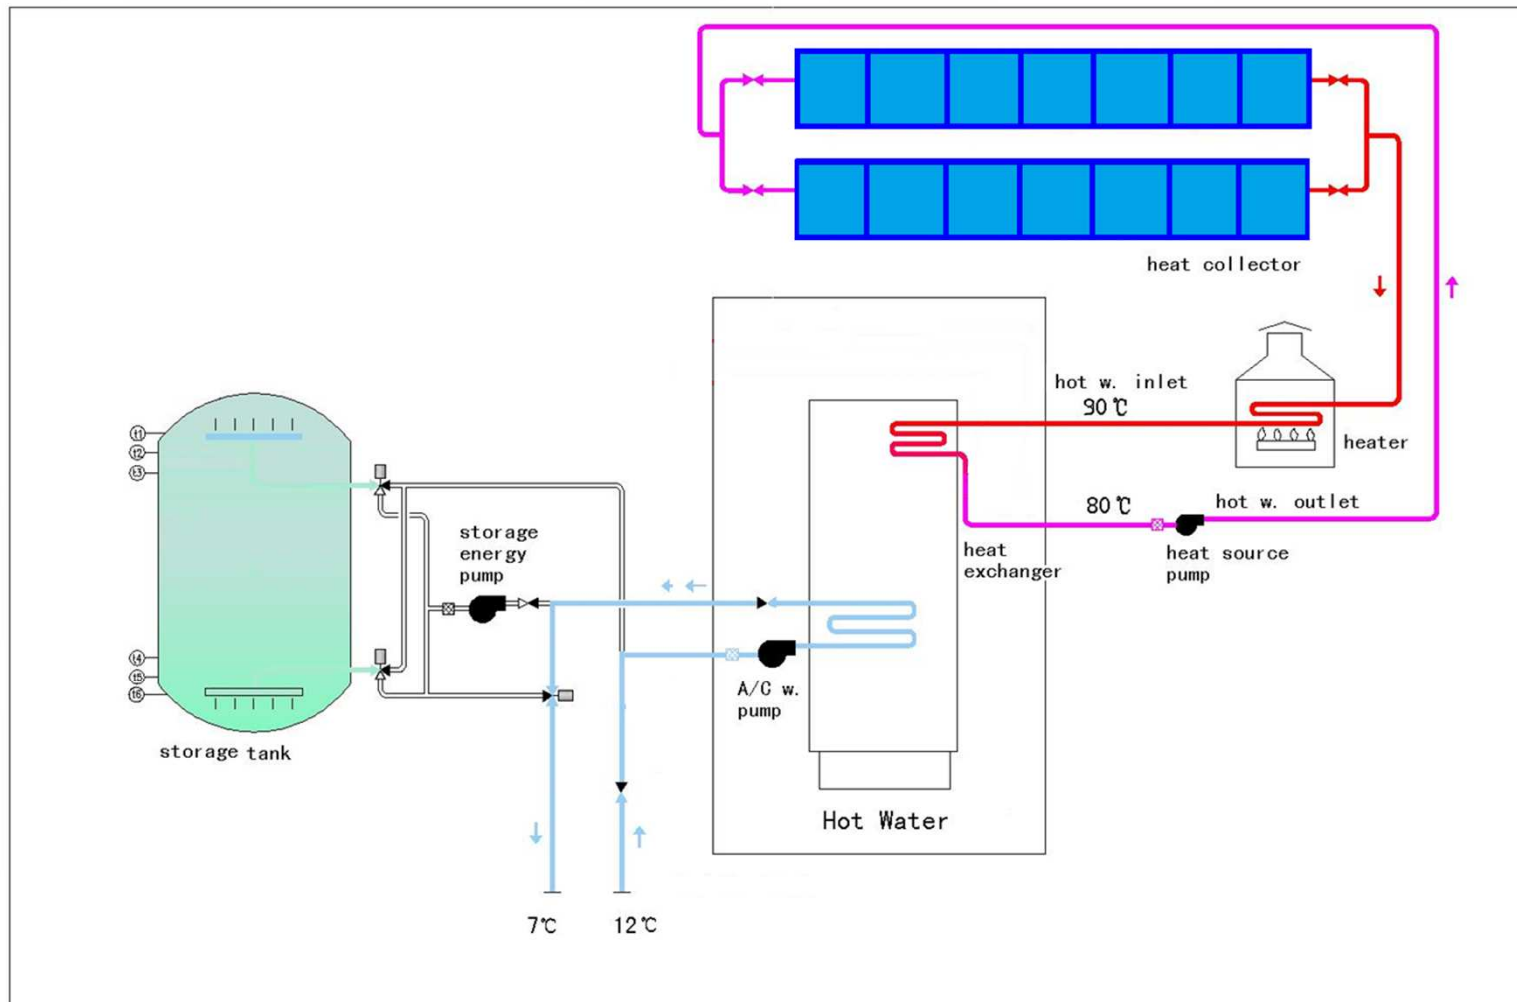 heat collector
hot w. inlet
90℃
heater
t1
t2
t3
80℃
hot w. outlet
storage
energy
pump
heat
exchanger
heat source
pump
t4
t5
t6
A/C w.
pump
storage tank
Hot Water
7℃
12℃